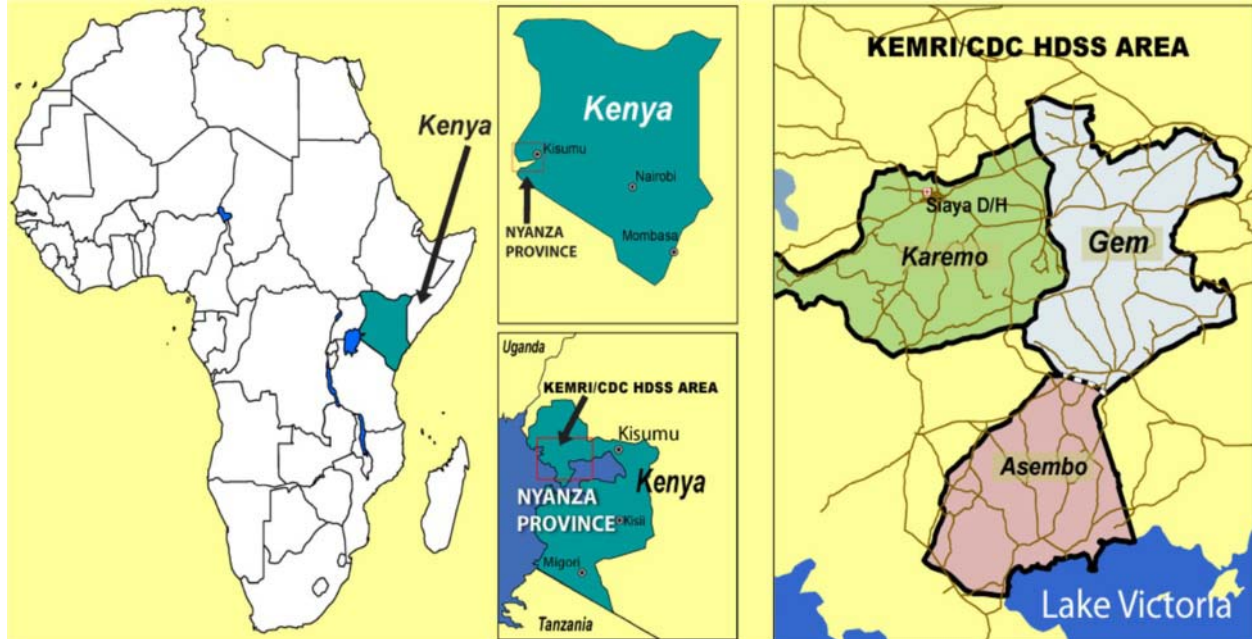 Kenya
Kenya
Kisumu
Nairobi
NYANZA
PROVINCE
Mombasa
Uganda
KEMRI/CDC HDSS AREA
Kisumu
Kenya
NYANZA
PROVINCE
Kisii
Migori
Tanzania
KEMRI/CDC HDSS AREA
Siaya D/H
Karemo
Gem
Asembo
Lake Victoria